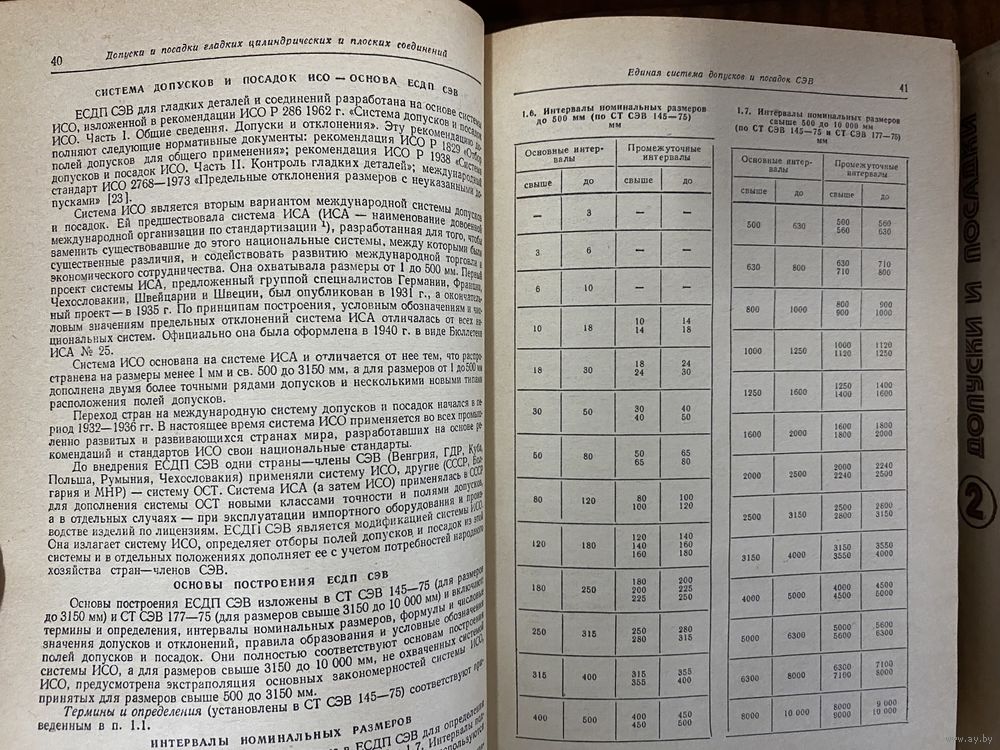 40
Допуски и посадки гладких цилиндрических и плоских соединений
СИСТЕМА ДОПУСКОВ И ПОСАДОК ИСО — ОСНОВА ЕСДП СЭВ
ЕСДП СЭВ для гладких деталей и соединений разработана на основе системы
ИСО, изложенной в рекомендации ИСО Р 286 1962 г. «Система допусков и посадок
ИСО. Часть I. Общие сведения. Допуски и отклонения». Эту рекомендацию до-
полняют следующие нормативные документы: рекомендация ИСО Р 1829 «Отбор
полей допусков для общего применения»; рекомендация ИСО Р 1938 «Система
допусков и посадок ИСО. Часть II. Контроль гладких деталей»; международный
стандарт ИСО 2768—1973 «Предельные отклонения размеров с неуказанными до-
пусками» [23].
Система ИСО является вторым вариантом международной системы допусков
и посадок. Ей предшествовала система ИСА (ИСА — наименование довоенной
международной организации по стандартизации ¹), разработанная для того, чтобы
заменить существовавшие до этого национальные системы, между которыми были
существенные различия, и содействовать развитию международной торговли и
экономического сотрудничества. Она охватывала размеры от 1 до 500 мм. Первый
проект системы ИСА, предложенный группой специалистов Германии, Франции,
Чехословакии, Швейцарии и Швеции, был опубликован в 1931 г., а окончатель-
ный проект — в 1935 г. По принципам построения, условным обозначениям и чис-
ловым значениям предельных отклонений система ИСА отличалась от всех на-
циональных систем. Официально она была оформлена в 1940 г. в виде Бюллетеня
ИСА № 25.
Система ИСО основана на системе ИСА и отличается от нее тем, что распро-
странена на размеры менее 1 мм и св. 500 до 3150 мм, а для размеров от 1 до 500 мм
дополнена двумя более точными рядами допусков и несколькими новыми типами
расположения полей допусков.
Переход стран на международную систему допусков и посадок начался в пе-
риод 1932—1936 гг. В настоящее время система ИСО применяется во всех промыш-
ленно развитых и развивающихся странах мира, разработавших на основе ре-
комендаций и стандартов ИСО свои национальные стандарты.
До внедрения ЕСДП СЭВ одни страны—члены СЭВ (Венгрия, ГДР, Куба,
Польша, Румыния, Чехословакия) применяли систему ИСО, другие (СССР, Бол-
гария и МНР) — систему ОСТ. Система ИСА (а затем ИСО) применялась в СССР
для дополнения системы ОСТ новыми классами точности и полями допусков,
а в отдельных случаях — при эксплуатации импортного оборудования и произ-
водстве изделий по лицензиям. ЕСДП СЭВ является модификацией системы ИСО.
Она излагает систему ИСО, определяет отборы полей допусков и посадок из этой
системы и в отдельных положениях дополняет ее с учетом потребностей народного
хозяйства стран—членов СЭВ.
ОСНОВЫ ПОСТРОЕНИЯ ЕСДП СЭВ
Основы построения ЕСДП СЭВ изложены в СТ СЭВ 145—75 (для размеров
до 3150 мм) и СТ СЭВ 177—75 (для размеров свыше 3150 до 10 000 мм) и включают
термины и определения, интервалы номинальных размеров, формулы и числовые
значения допусков и отклонений, правила образования и условные обозначения
полей допусков и посадок. Они полностью соответствуют основам построения
системы ИСО, а для размеров свыше 3150 до 10 000 мм, не охваченных системой
ИСО, предусмотрена экстраполяция основных закономерностей системы ИСО,
принятых для размеров свыше 500 до 3150 мм.
Термины и определения (установлены в СТ СЭВ 145—75) соответствуют при-
веденным в п. 1.1.
ИНТЕРВАЛЫ НОМИНАЛЬНЫХ РАЗМЕРОВ
в ЕСДП СЭВ для определения
1.7. Интервалы под-
Единая система допусков и посадок СЭВ
41
1.6. Интервалы номинальных размеров
до 500 мм (по СТ СЭВ 145—75)
мм
Основные интер-
валы
Промежуточные
интервалы
свыше до свыше до
— 3 — —
3 6 — —
6 10 — —
10 18 10 14
14 18
18 30 18 24
24 30
30 50 30 40
40 50
50 80 50 65
65 80
80 120 80 100
100 120
120 180 120 140
140 160
160 180
180 250 180 200
200 225
225 250
250 315 250 280
280 315
315 400 315 355
355 400
400 500 400 450
450 500
1.7. Интервалы номинальных размеров
свыше 500 до 10 000 мм
(по СТ СЭВ 145—75 и СТ СЭВ 177—75)
мм
Основные интер-
валы
Промежуточные
интервалы
свыше до свыше до
500 630 500 560
560 630
630 800 630 710
710 800
800 1000 800 900
900 1000
1000 1250 1000 1120
1120 1250
1250 1600 1250 1400
1400 1600
1600 2000 1600 1800
1800 2000
2000 2500 2000 2240
2240 2500
2500 3150 2500 2800
2800 3150
3150 4000 3150 3550
3550 4000
4000 5000 4000 4500
4500 5000
5000 6300 5000 5600
5600 6300
6300 8000 6300 7100
7100 8000
8000 10 000 8000 9 000
9000 10 000
2 ДОПУСКИ И ПОСАДКИ
www.ay.by